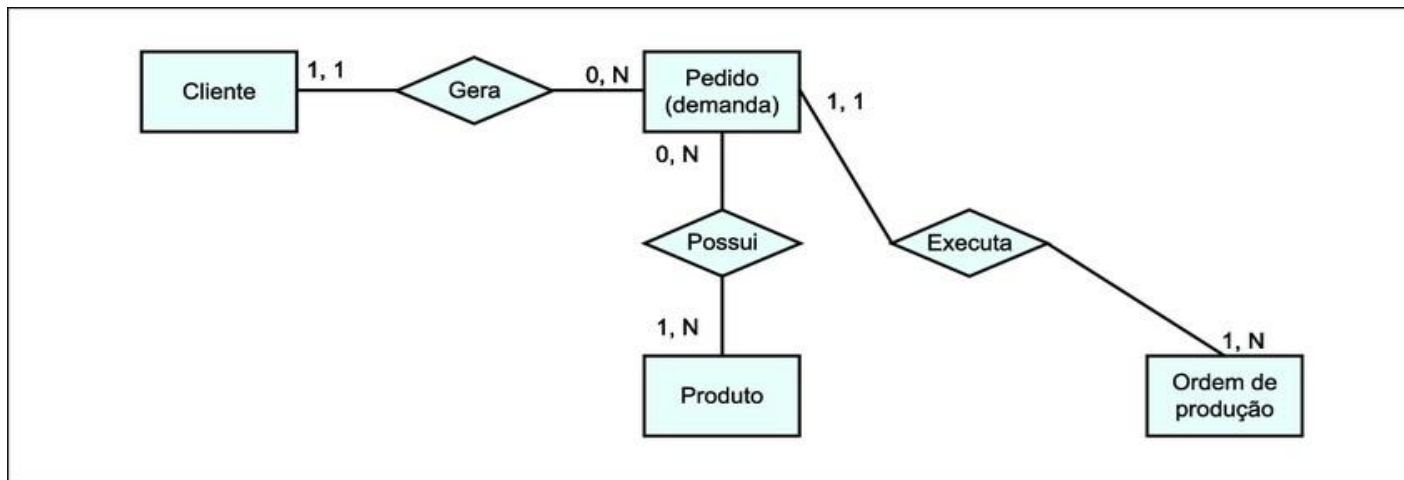 Cliente
1, 1
Gera
0, N
Pedido
(demanda)
1, 1
0, N
Possui
Executa
1, N
Produto
1, N
Ordem de
produção